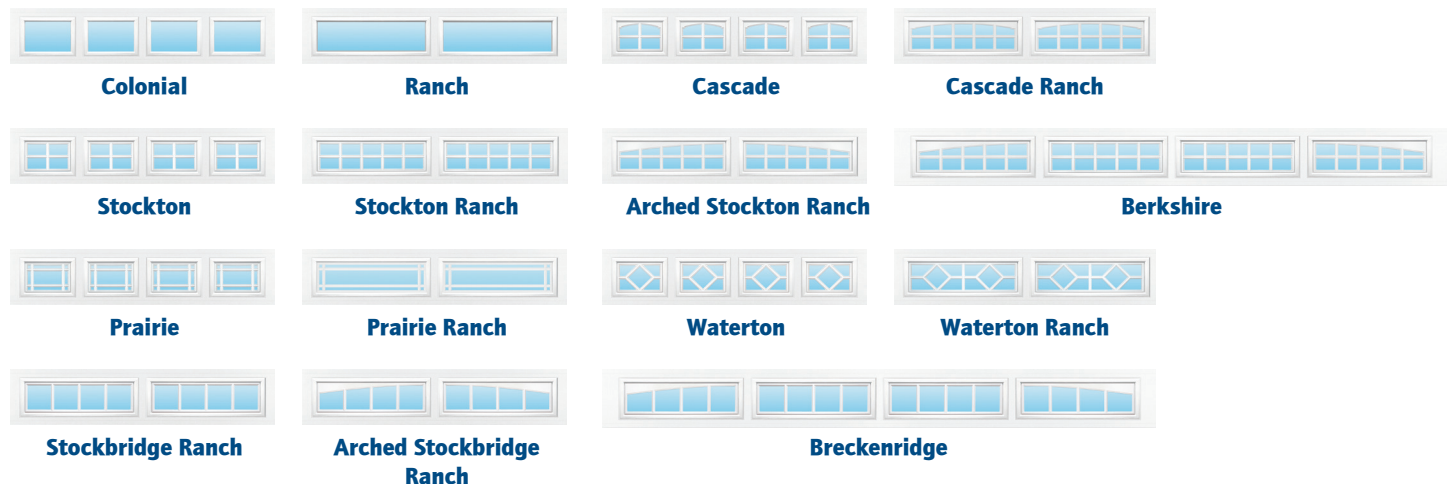 Colonial
Ranch
Cascade
Cascade Ranch
Stockton
Stockton Ranch
Arched Stockton Ranch
Berkshire
Prairie
Prairie Ranch
Waterton
Waterton Ranch
Stockbridge Ranch
Arched Stockbridge
Ranch
Breckenridge